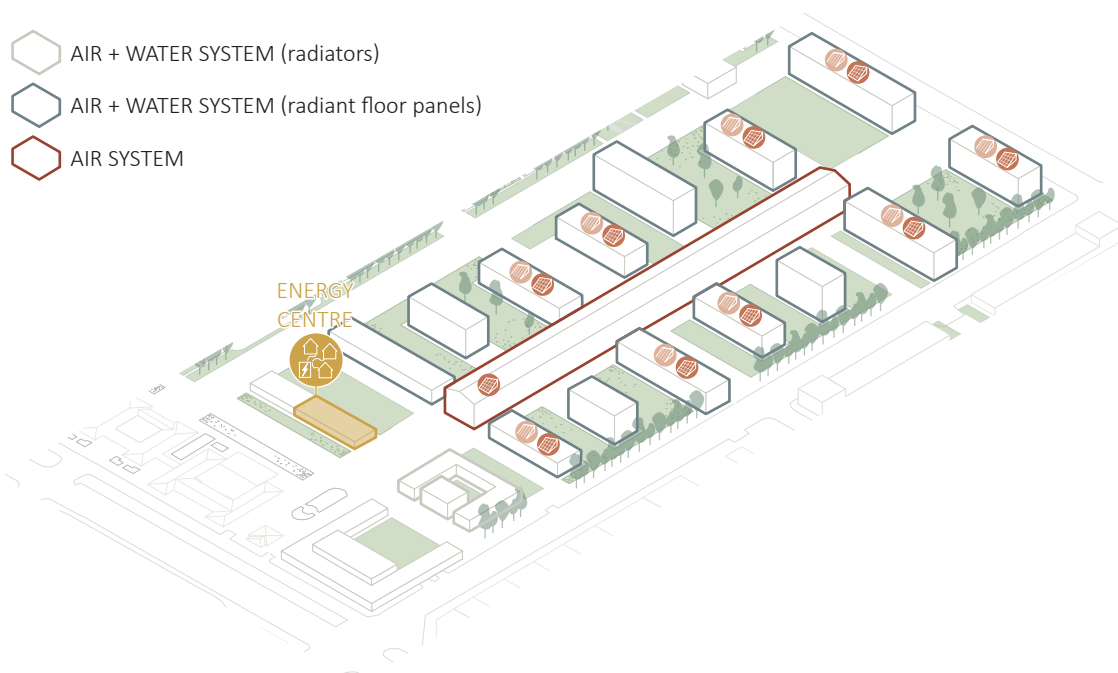 AIR + WATER SYSTEM (radiators)
AIR + WATER SYSTEM (radiant floor panels)
AIR SYSTEM
ENERGY
CENTRE